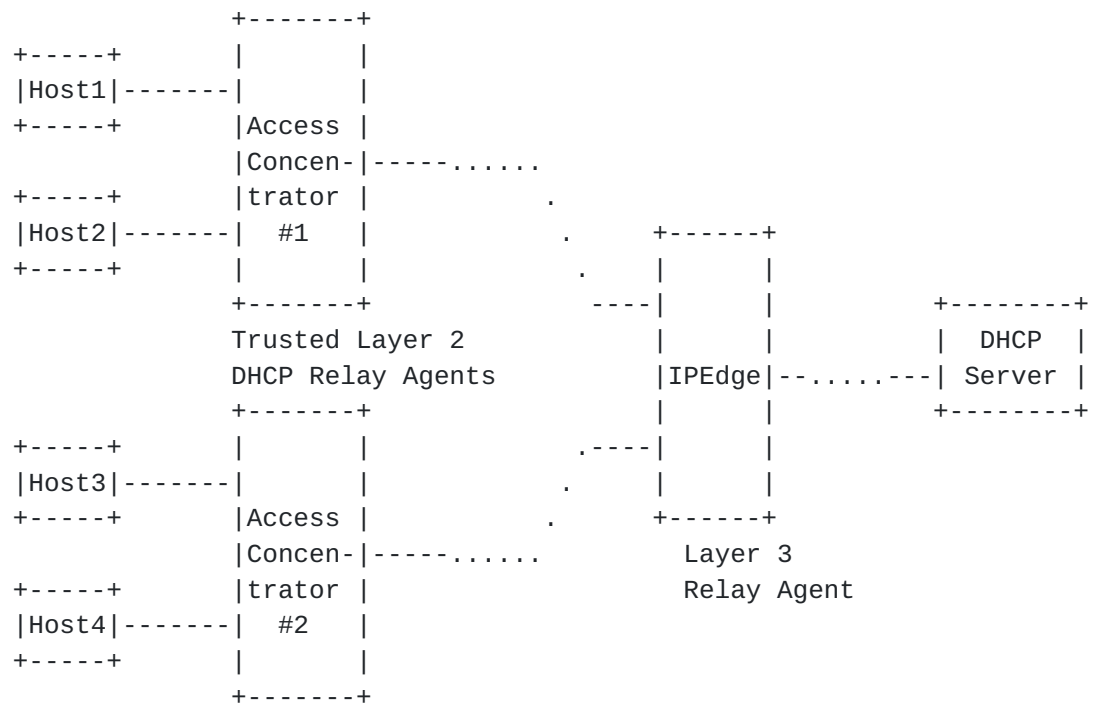 Host1
Access
Concen-
trator
Host2 #1
Trusted Layer 2 DHCP
DHCP Relay Agents IPEdge Server
Host3
Access
Concen- Layer 3
trator Relay Agent
Host4 #2